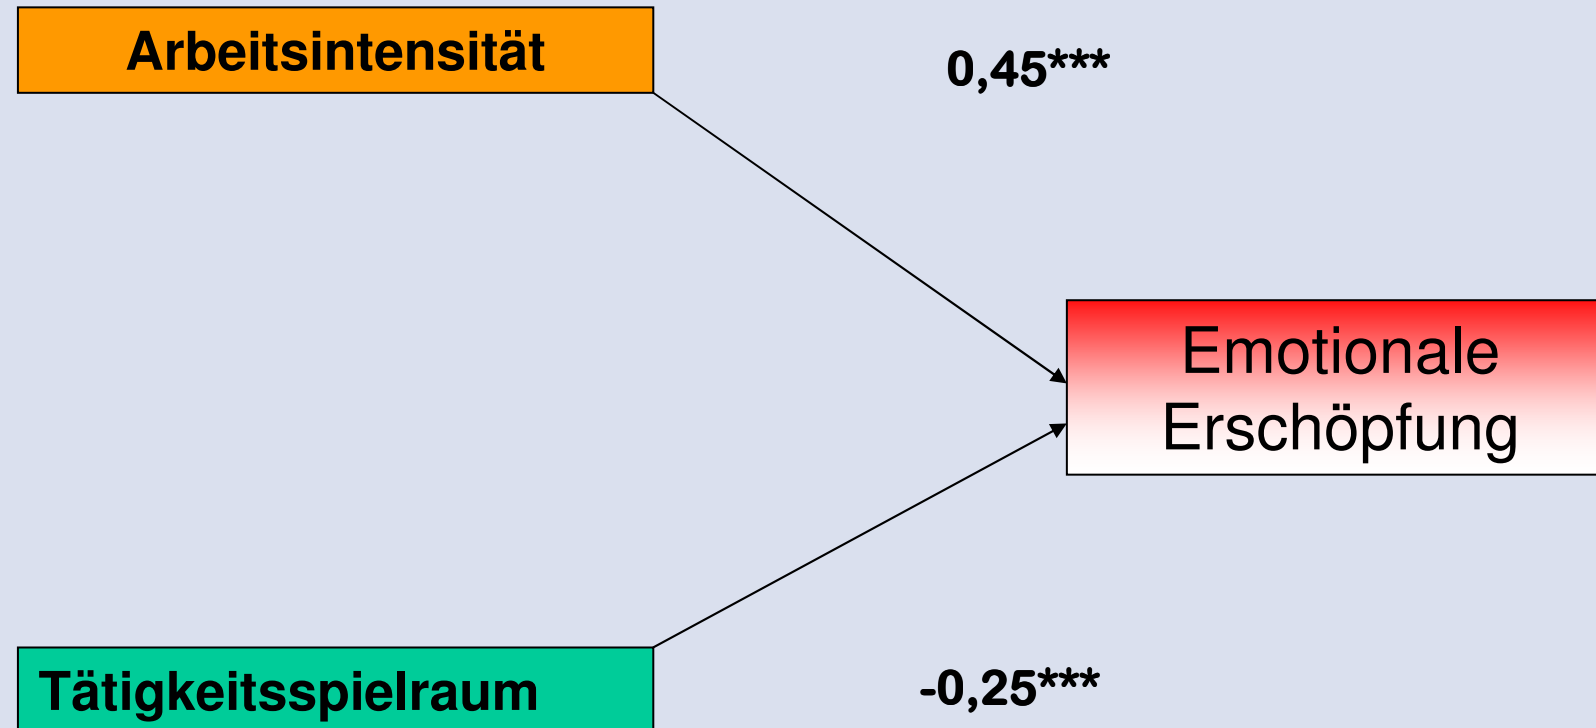 Arbeitsintensität
0,45***
Emotionale
Erschöpfung
Tätigkeitsspielraum
-0,25***